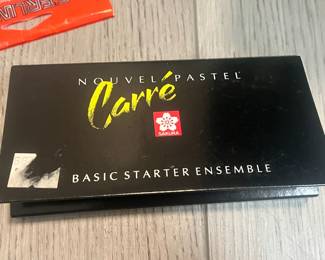 NOUVEL PASTEL
Carré
SAKURA
BASIC STARTER ENSEMBLE